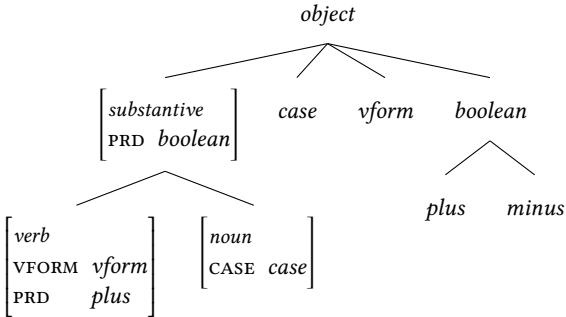 object
substantive case vform boolean
PRD boolean
plus minus
verb noun
VFORM vform CASE case
PRD plus